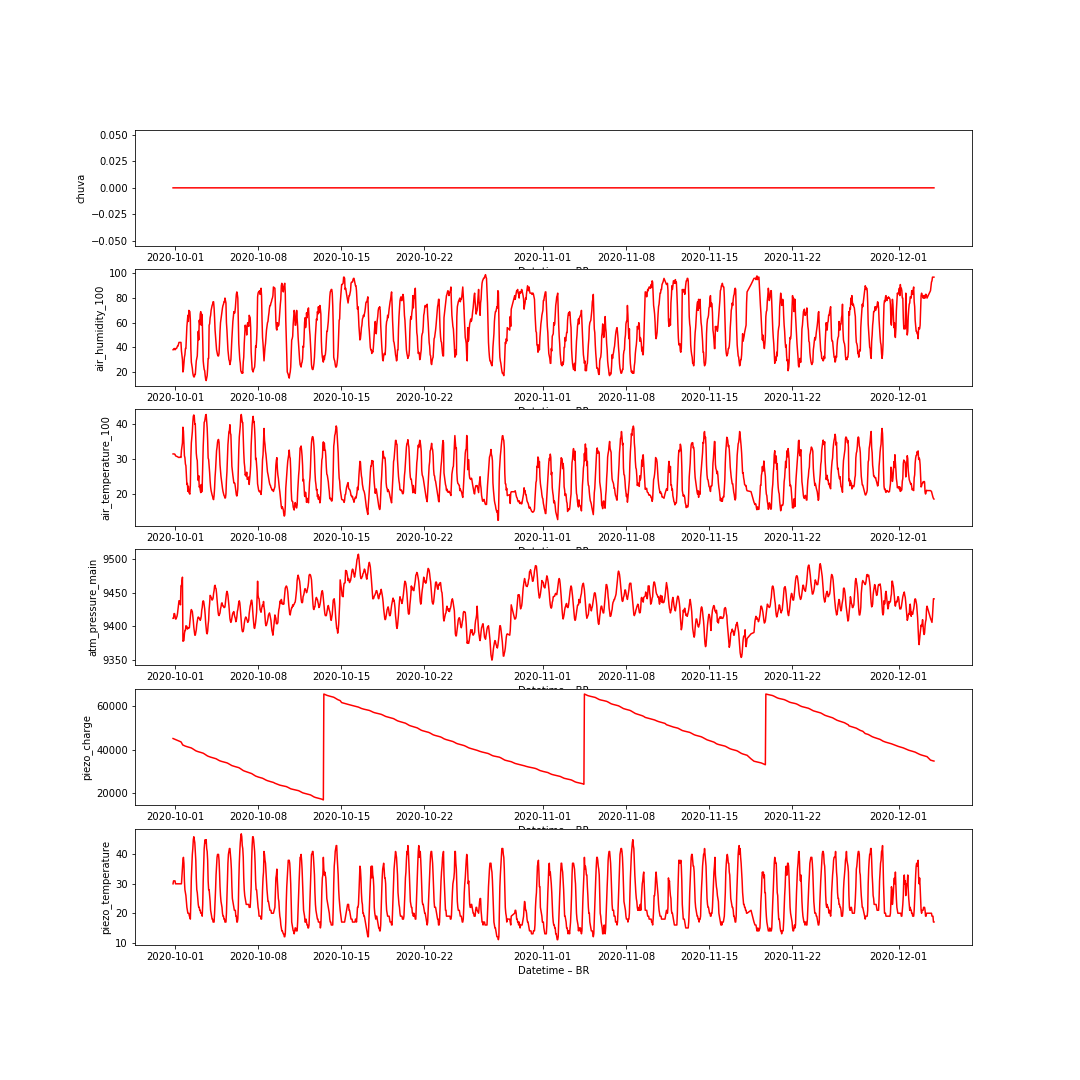 chuva
0.050
0.025
0.000
−0.025
−0.050
2020-10-01 2020-10-08 2020-10-15 2020-10-22 2020-11-01 2020-11-08 2020-11-15 2020-11-22 2020-12-01
Datetime – BR
air_humidity_100
100
80
60
40
20
2020-10-01 2020-10-08 2020-10-15 2020-10-22 2020-11-01 2020-11-08 2020-11-15 2020-11-22 2020-12-01
Datetime – BR
air_temperature_100
40
30
20
2020-10-01 2020-10-08 2020-10-15 2020-10-22 2020-11-01 2020-11-08 2020-11-15 2020-11-22 2020-12-01
Datetime – BR
atm_pressure_main
9500
9450
9400
9350
2020-10-01 2020-10-08 2020-10-15 2020-10-22 2020-11-01 2020-11-08 2020-11-15 2020-11-22 2020-12-01
Datetime – BR
piezo_charge
60000
40000
20000
2020-10-01 2020-10-08 2020-10-15 2020-10-22 2020-11-01 2020-11-08 2020-11-15 2020-11-22 2020-12-01
Datetime – BR
piezo_temperature
40
30
20
10
2020-10-01 2020-10-08 2020-10-15 2020-10-22 2020-11-01 2020-11-08 2020-11-15 2020-11-22 2020-12-01
Datetime – BR